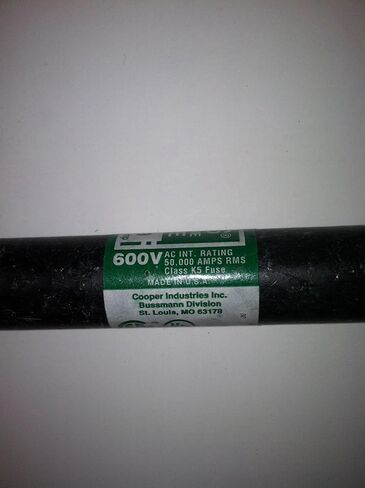 600V AC INT. RATING
50,000 AMPS RMS
Class K5 Fuse
MADE IN U.S.A.
Cooper Industries Inc.
Bussmann Division
St. Louis, MO 63178